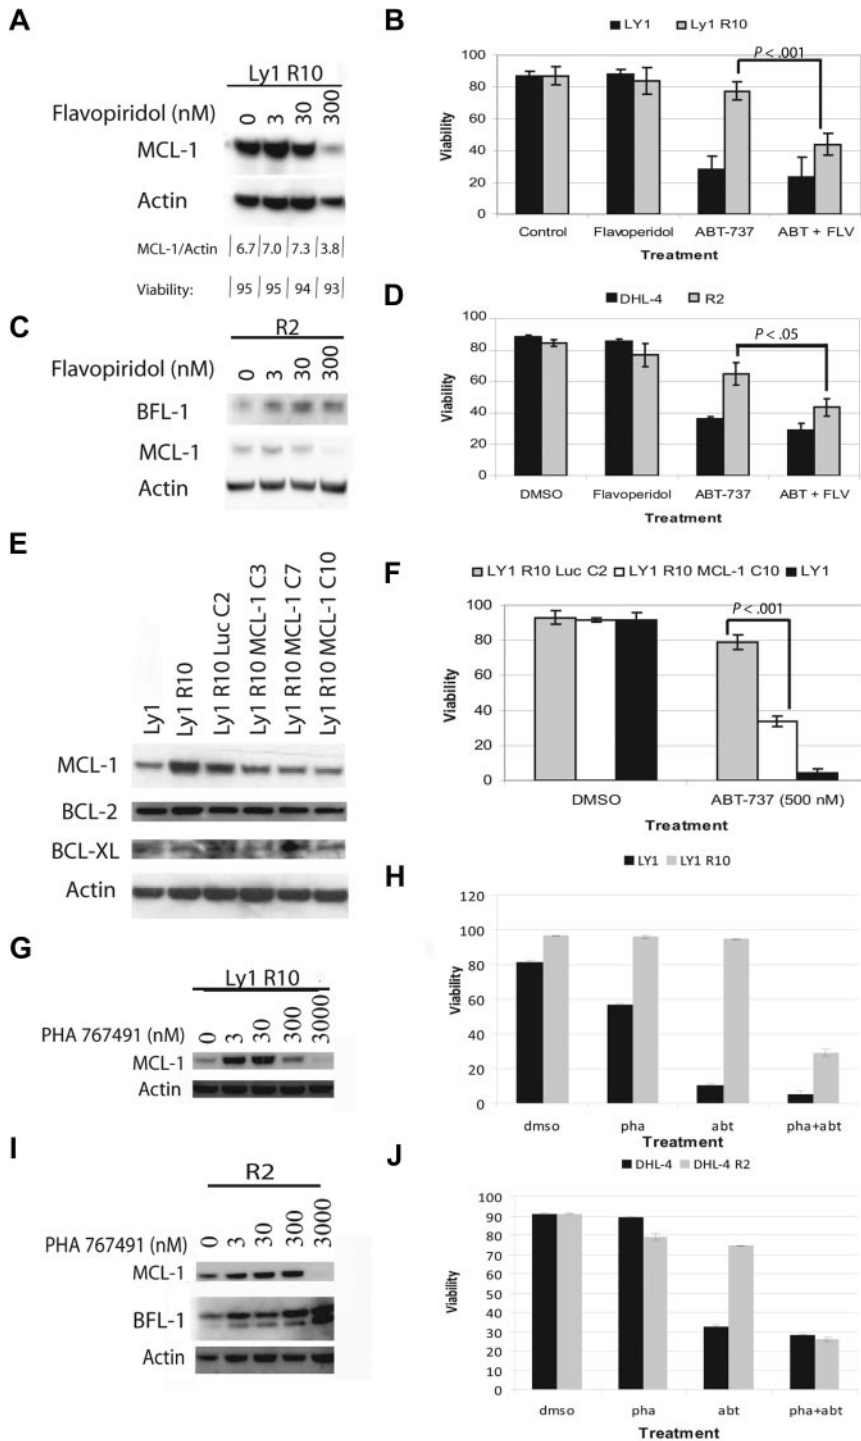 A
Ly1 R10
Flavopiridol (nM) 0 3 30 300
MCL-1
Actin
MCL-1/Actin 6.7 7.0 7.3 3.8
Viability: 95 95 94 93
B
LY1 Ly1 R10
P < .001
100
80
60
40
20
0
Viability
Control Flavoperidol ABT-737 ABT + FLV
Treatment
C
R2
Flavopiridol (nM) 0 3 30 300
BFL-1
MCL-1
Actin
D
DHL-4 R2
P < .05
100
80
60
40
20
0
Viability
DMSO Flavoperidol ABT-737 ABT + FLV
Treatment
E
Ly1 Ly1 R10 Ly1 R10 Luc C2 Ly1 R10 MCL-1 C3 Ly1 R10 MCL-1 C7 Ly1 R10 MCL-1 C10
MCL-1
BCL-2
BCL-XL
Actin
F
LY1 R10 Luc C2 LY1 R10 MCL-1 C10 LY1
P < .001
100
80
60
40
20
0
Viability
DMSO ABT-737 (500 nM)
Treatment
G
Ly1 R10
PHA 767491 (nM) 0 3 30 300 3000
MCL-1
Actin
H
LY1 LY1 R10
120
100
80
60
40
20
0
Viability
dmso pha abt pha+abt
Treatment
I
R2
PHA 767491 (nM) 0 3 30 300 3000
MCL-1
BFL-1
Actin
J
DHL-4 DHL-4 R2
100
90
80
70
60
50
40
30
20
10
0
Viability
dmso pha abt pha+abt
Treatment